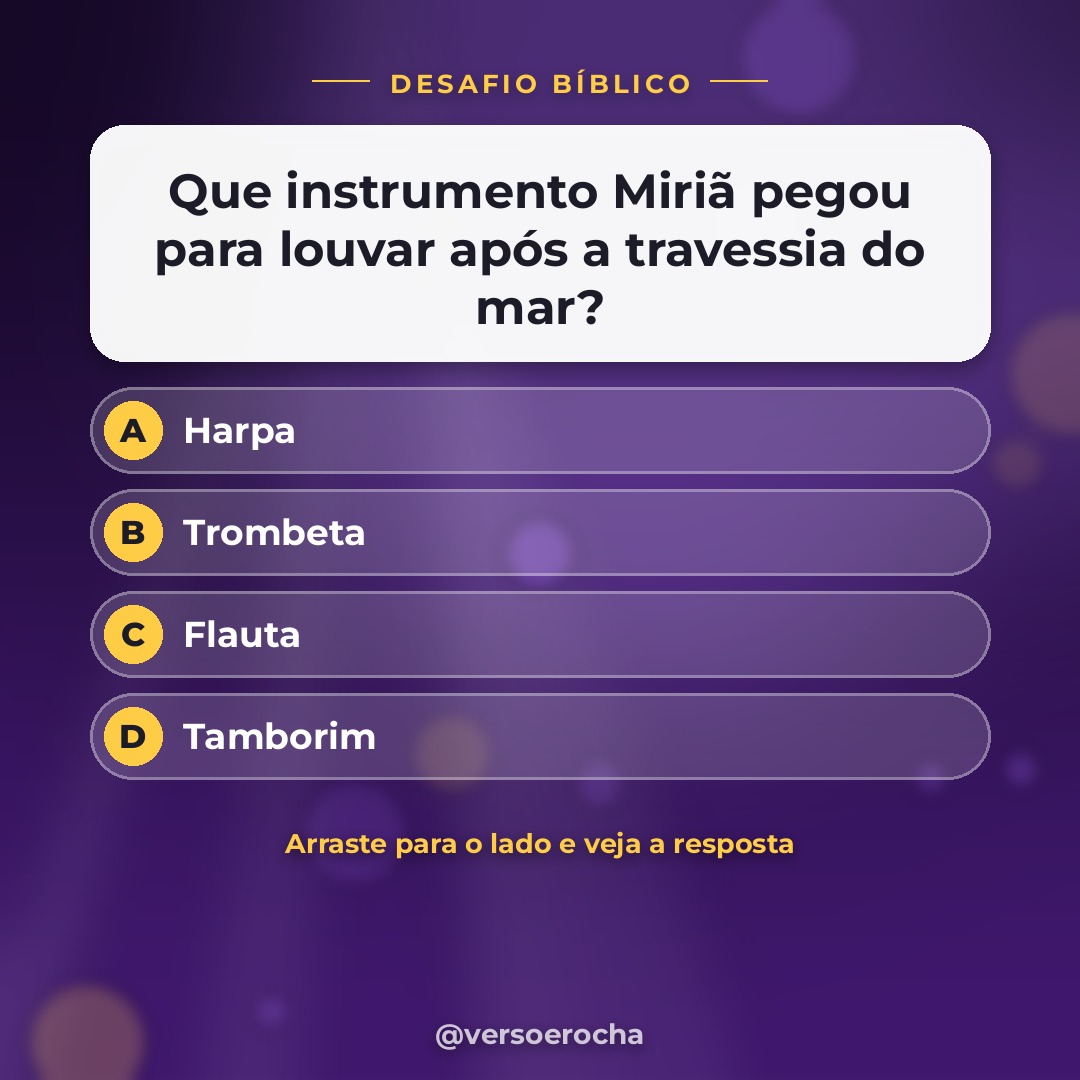 DESAFIO BÍBLICO
Que instrumento Miriã pegou
para louvar após a travessia do
mar?
A Harpa
B Trombeta
C Flauta
D Tamborim
Arraste para o lado e veja a resposta
@versoerocha